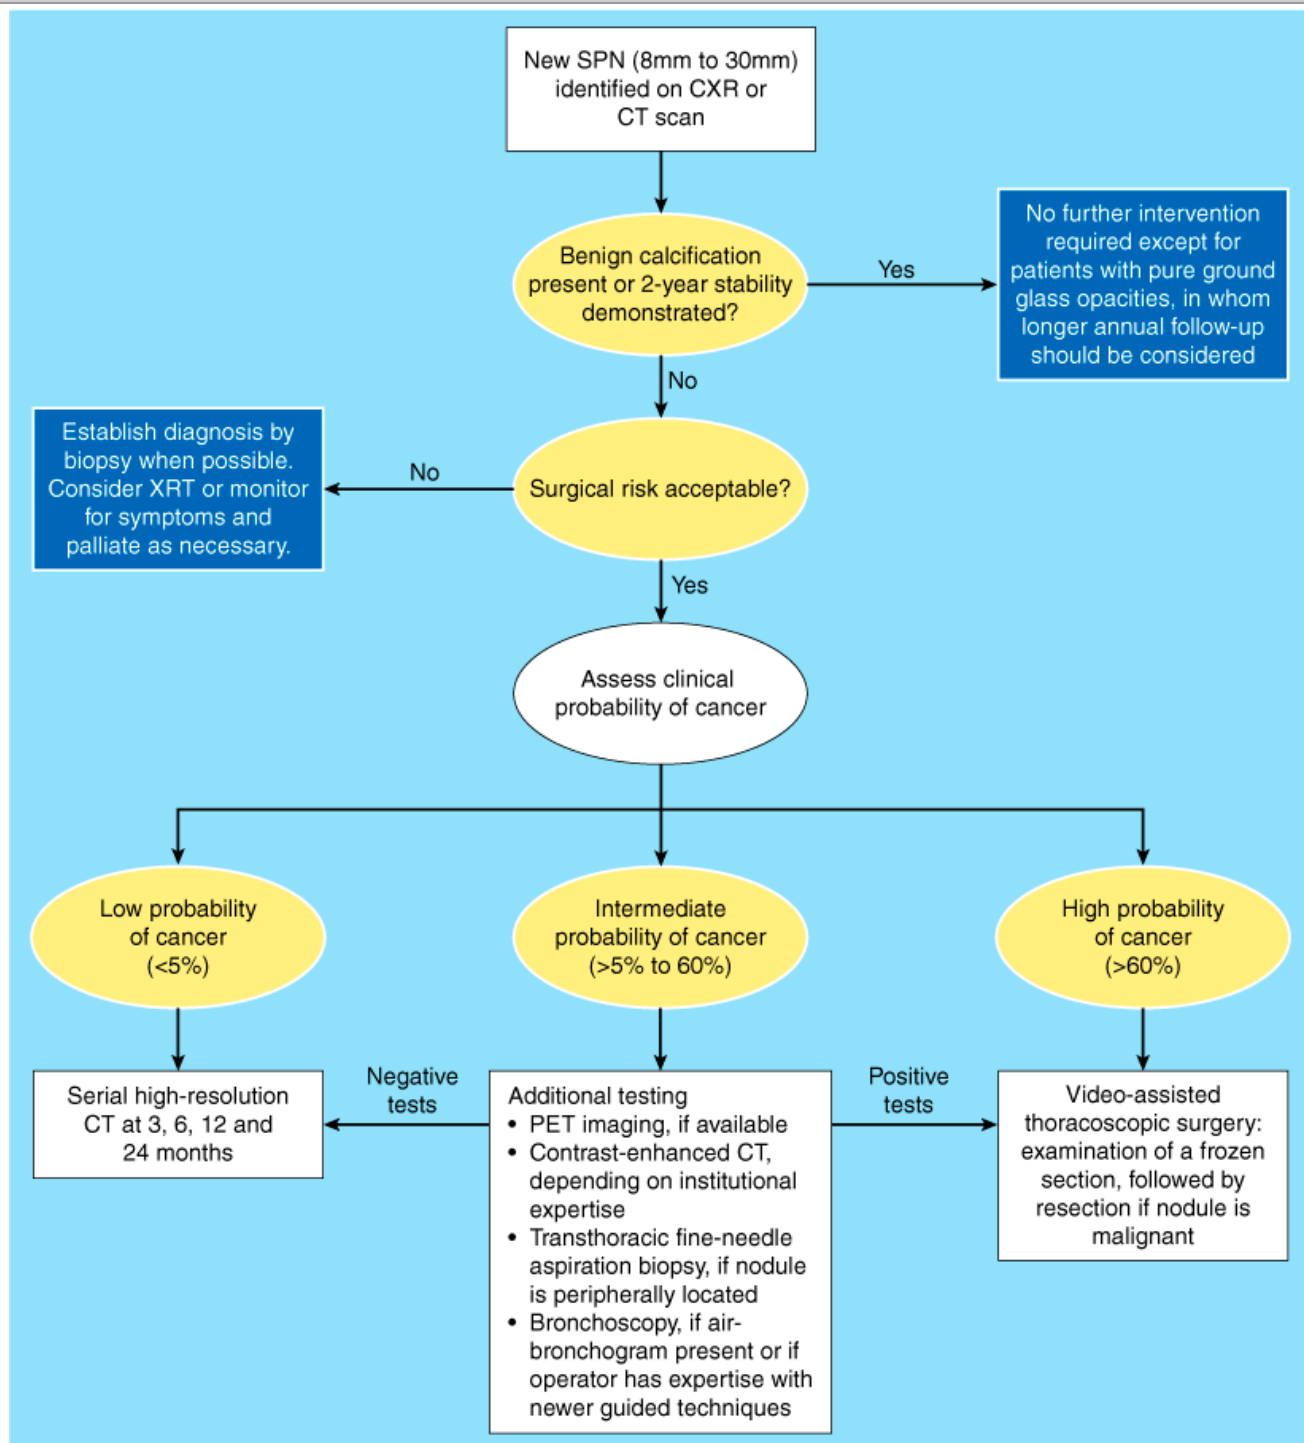 New SPN (8mm to 30mm)
identified on CXR or
CT scan
Benign calcification
present or 2-year stability
demonstrated?
Yes
No further intervention
required except for
patients with pure ground
glass opacities, in whom
longer annual follow-up
should be considered
No
Surgical risk acceptable?
No
Establish diagnosis by
biopsy when possible.
Consider XRT or monitor
for symptoms and
palliate as necessary.
Yes
Assess clinical
probability of cancer
Low probability
of cancer
(<5%)
Intermediate
probability of cancer
(>5% to 60%)
High probability
of cancer
(>60%)
Serial high-resolution
CT at 3, 6, 12 and
24 months
Negative
tests
Additional testing
• PET imaging, if available
• Contrast-enhanced CT,
depending on institutional
expertise
• Transthoracic fine-needle
aspiration biopsy, if nodule
is peripherally located
• Bronchoscopy, if air-
bronchogram present or if
operator has expertise with
newer guided techniques
Positive
tests
Video-assisted
thoracoscopic surgery:
examination of a frozen
section, followed by
resection if nodule is
malignant